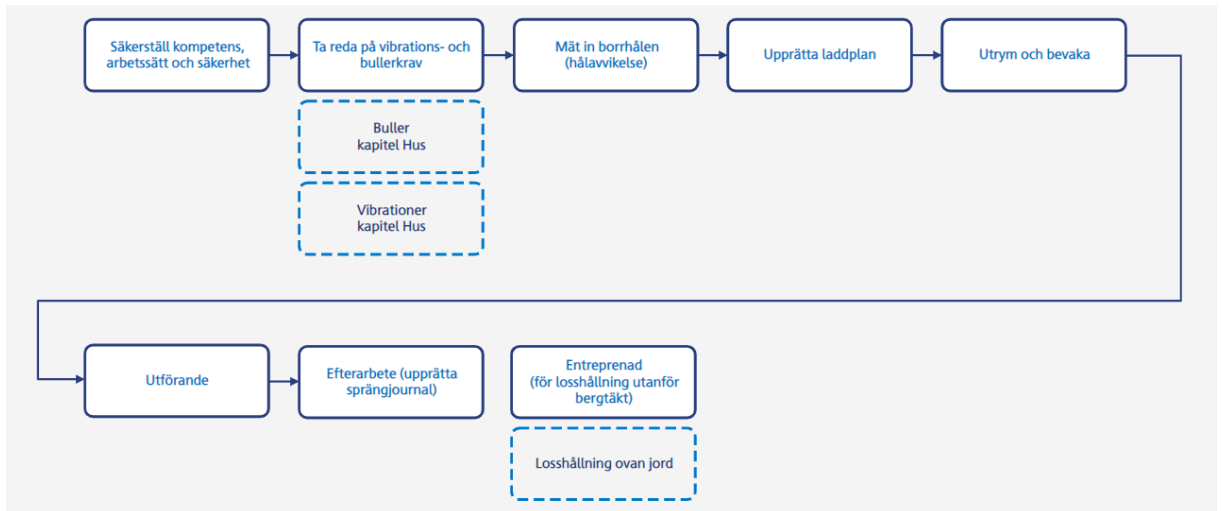 Säkerställ kompetens,
arbetssätt och säkerhet
Ta reda på vibrations- och
bullerkrav
Mät in borrhålen
(hålavvikelse)
Upprätta laddplan
Utrym och bevaka
Buller
kapitel Hus
Vibrationer
kapitel Hus
Utförande
Efterarbete (upprätta
sprängjournal)
Entreprenad
(för losshållning utanför
bergtäkt)
Losshållning ovan jord